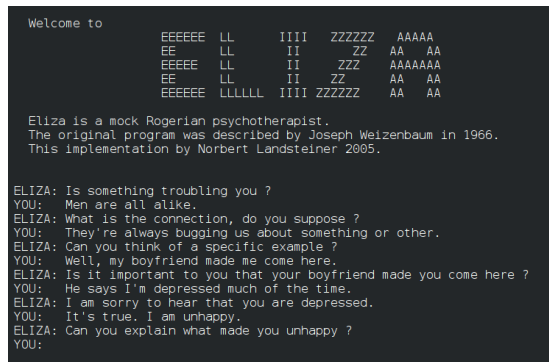 Welcome to
EEEEEE LL IIII ZZZZZZ AAAAA
EE LL II ZZ AA AA
EEEEE LL II ZZZ AAAAAAA
EE LL II ZZ AA AA
EEEEEE LLLLLL IIII ZZZZZZ AA AA
Eliza is a mock Rogerian psychotherapist.
The original program was described by Joseph Weizenbaum in 1966.
This implementation by Norbert Landsteiner 2005.
ELIZA: Is something troubling you ?
YOU: Men are all alike.
ELIZA: What is the connection, do you suppose ?
YOU: They're always bugging us about something or other.
ELIZA: Can you think of a specific example ?
YOU: Well, my boyfriend made me come here.
ELIZA: Is it important to you that your boyfriend made you come here ?
YOU: He says I'm depressed much of the time.
ELIZA: I am sorry to hear that you are depressed.
YOU: It's true. I am unhappy.
ELIZA: Can you explain what made you unhappy ?
YOU: